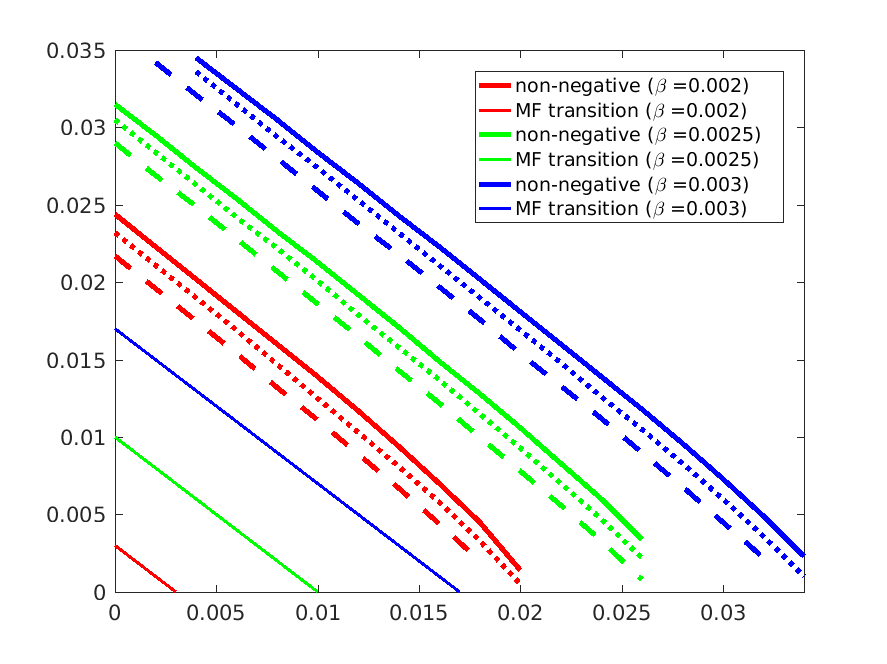 0.035
0.03
0.025
0.02
0.015
0.01
0.005
0
non-negative (β =0.002)
MF transition (β =0.002)
non-negative (β =0.0025)
MF transition (β =0.0025)
non-negative (β =0.003)
MF transition (β =0.003)
0 0.005 0.01 0.015 0.02 0.025 0.03